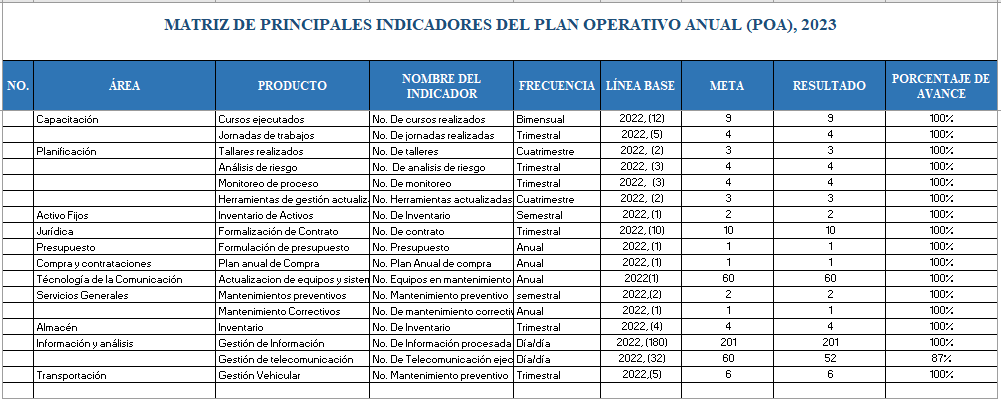 MATRIZ DE PRINCIPALES INDICADORES DEL PLAN OPERATIVO ANUAL (POA), 2023
NO. ÁREA PRODUCTO NOMBRE DEL INDICADOR FRECUENCIA LÍNEA BASE META RESULTADO PORCENTAJE DE AVANCE
Capacitación Cursos ejecutados No. De cursos realizados Bimensual 2022, (12) 9 9 100%
Jornadas de trabajos No. De jornadas realizadas Trimestral 2022, (5) 4 4 100%
Planificación Tallares realizados No. De talleres Cuatrimestre 2022, (2) 3 3 100%
Análisis de riesgo No. De analisis de riesgo Trimestral 2022, (3) 4 4 100%
Monitoreo de proceso No. De monitoreo Trimestral 2022, (3) 4 4 100%
Herramientas de gestión actualiz No. Herramientas actualizadas Cuatrimestre 2022, (2) 3 3 100%
Activo Fijos Inventario de Activos No. De Inventario Semestral 2022, (1) 2 2 100%
Jurídica Formalización de Contrato No. De contrato Trimestral 2022, (10) 10 10 100%
Presupuesto Formulación de presupuesto No. Presupuesto Anual 2022, (1) 1 1 100%
Compra y contrataciones Plan anual de Compra No. Plan Anual de compra Anual 2022, (1) 1 1 100%
Técnología de la Comunicación Actualizacion de equipos y sisten No. Equipos en mantenimiento Anual 2022(1) 60 60 100%
Servicios Generales Mantenimientos preventivos No. Mantenimiento preventivo semestral 2022,(2) 2 2 100%
Mantenimiento Correctivos No. De mantenimiento correctiv Anual 2022, (1) 1 1 100%
Almacén Inventario No. De Inventario Trimestral 2022, (4) 4 4 100%
Información y análisis Gestión de Información No. De Información procesada Día/día 2022, (180) 201 201 100%
Gestión de telecomunicación No. De Telecomunicación ejec Día/día 2022, (32) 60 52 87%
Transportación Gestión Vehicular No. Mantenimiento preventivo Trimestral 2022,(5) 6 6 100%